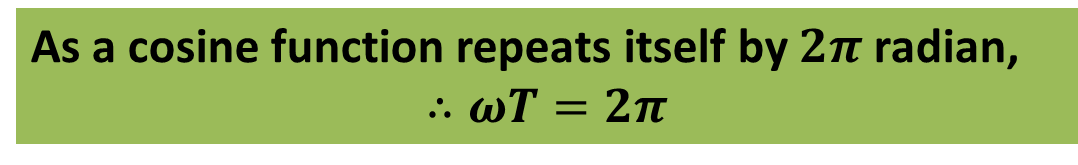 As a cosine function repeats itself by 2π radian,
∴ ωT = 2π